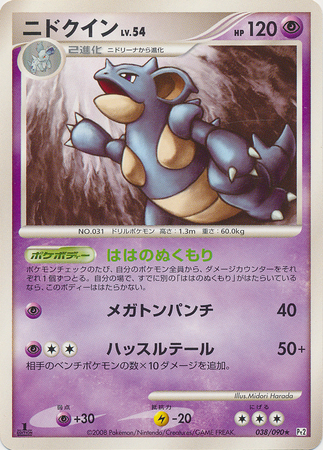 ニドクイン LV.54 HP 120
2進化 ニドリーナから進化
NO.031 ドリルポケモン 高さ：1.3m 重さ：60.0kg
ポケボディー ははのぬくもり
ポケモンチェックのたび、自分のポケモン全員から、ダメージカウンターをそ
れぞれ1個ずつとる。自分の場で、すでに別の「ははのぬくもり」がはたらいている
なら、このポケボディーははたらかない。
メガトンパンチ 40
ハッスルテール 50+
相手のベンチポケモンの数×10ダメージを追加。
Illus.Midori Harada
弱点 +30 抵抗力 -20 にげる
1 EDITION ©2008 Pokémon/Nintendo/Creatures/GAME FREAK. 038/090★ Pt2